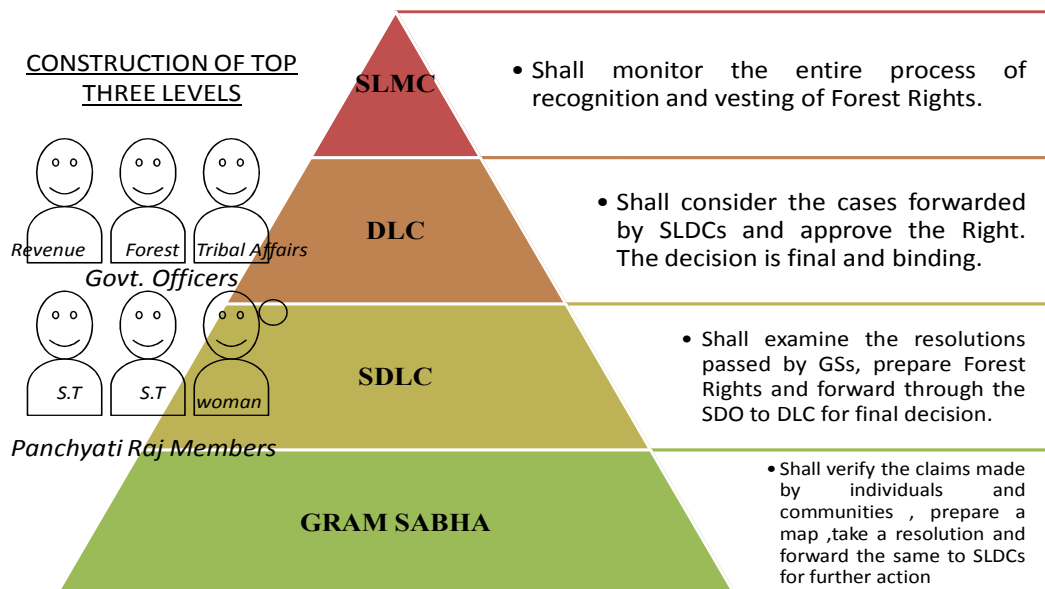 CONSTRUCTION OF TOP
THREE LEVELS
Revenue
Forest
Tribal Affairs
Govt. Officers
S.T
S.T
woman
Panchyati Raj Members
SLMC
• Shall monitor the entire process of
recognition and vesting of Forest Rights.
DLC
• Shall consider the cases forwarded
by SLDCs and approve the Right.
The decision is final and binding.
SDLC
• Shall examine the resolutions
passed by GSs, prepare Forest
Rights and forward through the
SDO to DLC for final decision.
GRAM SABHA
• Shall verify the claims made
by individuals and
communities , prepare a
map ,take a resolution and
forward the same to SLDCs
for further action